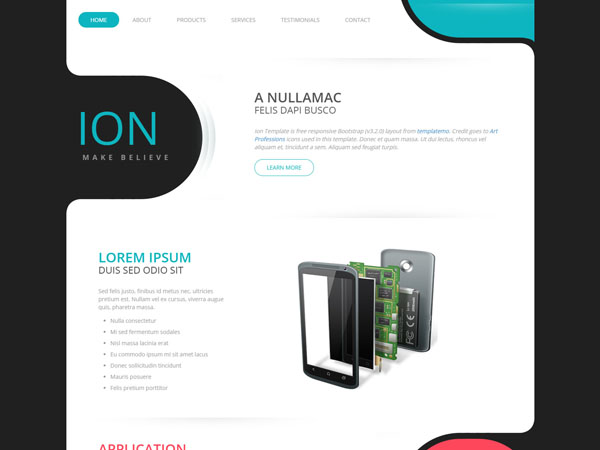 HOME ABOUT PRODUCTS SERVICES TESTIMONIALS CONTACT
ION
MAKE BELIEVE
A NULLAMAC
FELIS DAPI BUSCO
Ion Template is free responsive Bootstrap (v3.2.0) layout from templatemo. Credit goes to Art
Professions icons used in this template. Donec et quam massa. Ut dui lectus, rhoncus vel
aliquam et, tincidunt a sem. Aliquam sed feugiat turpis.
LEARN MORE
LOREM IPSUM
DUIS SED ODIO SIT
Sed felis justo, finibus id metus nec, ultricies
pretium est. Nullam vel ex cursus, viverra augue
quis, pharetra massa.
Nulla consectetur
Mi sed fermentum sodales
Nisl massa lacinia erat
Eu commodo ipsum mi sit amet lacus
Donec sollicitudin tincidunt
Mauris posuere
Felis pretium porttitor
FCC CE
APPLICATION